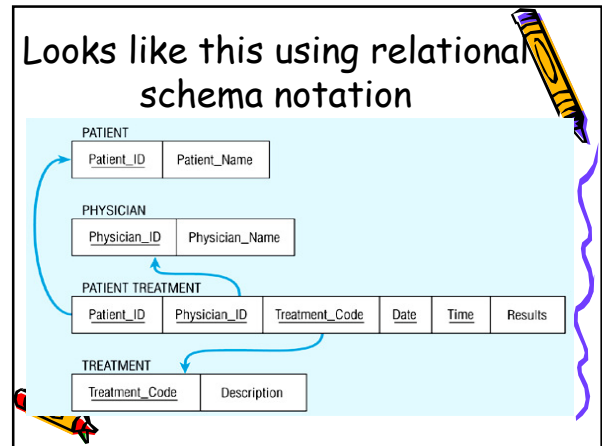 Looks like this using relational
schema notation
PATIENT
Patient_ID Patient_Name
PHYSICIAN
Physician_ID Physician_Name
PATIENT TREATMENT
Patient_ID Physician_ID Treatment_Code Date Time Results
TREATMENT
Treatment_Code Description